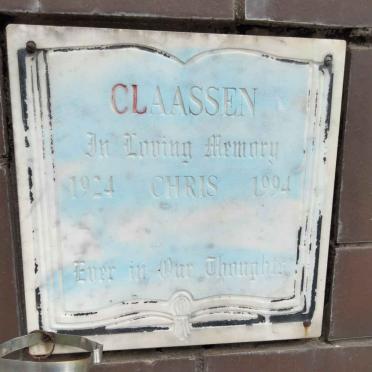 CLAASSEN
In Loving Memory
1924 CHRIS 1994
Ever in Our Thoughts